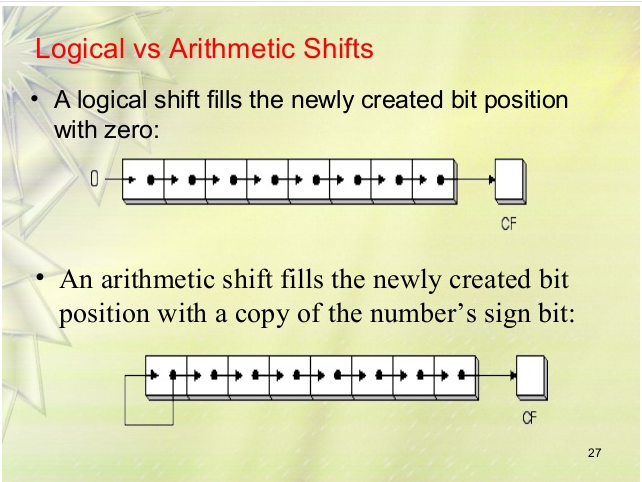 Logical vs Arithmetic Shifts
• A logical shift fills the newly created bit position
with zero:
0
CF
• An arithmetic shift fills the newly created bit
position with a copy of the number’s sign bit:
CF
27